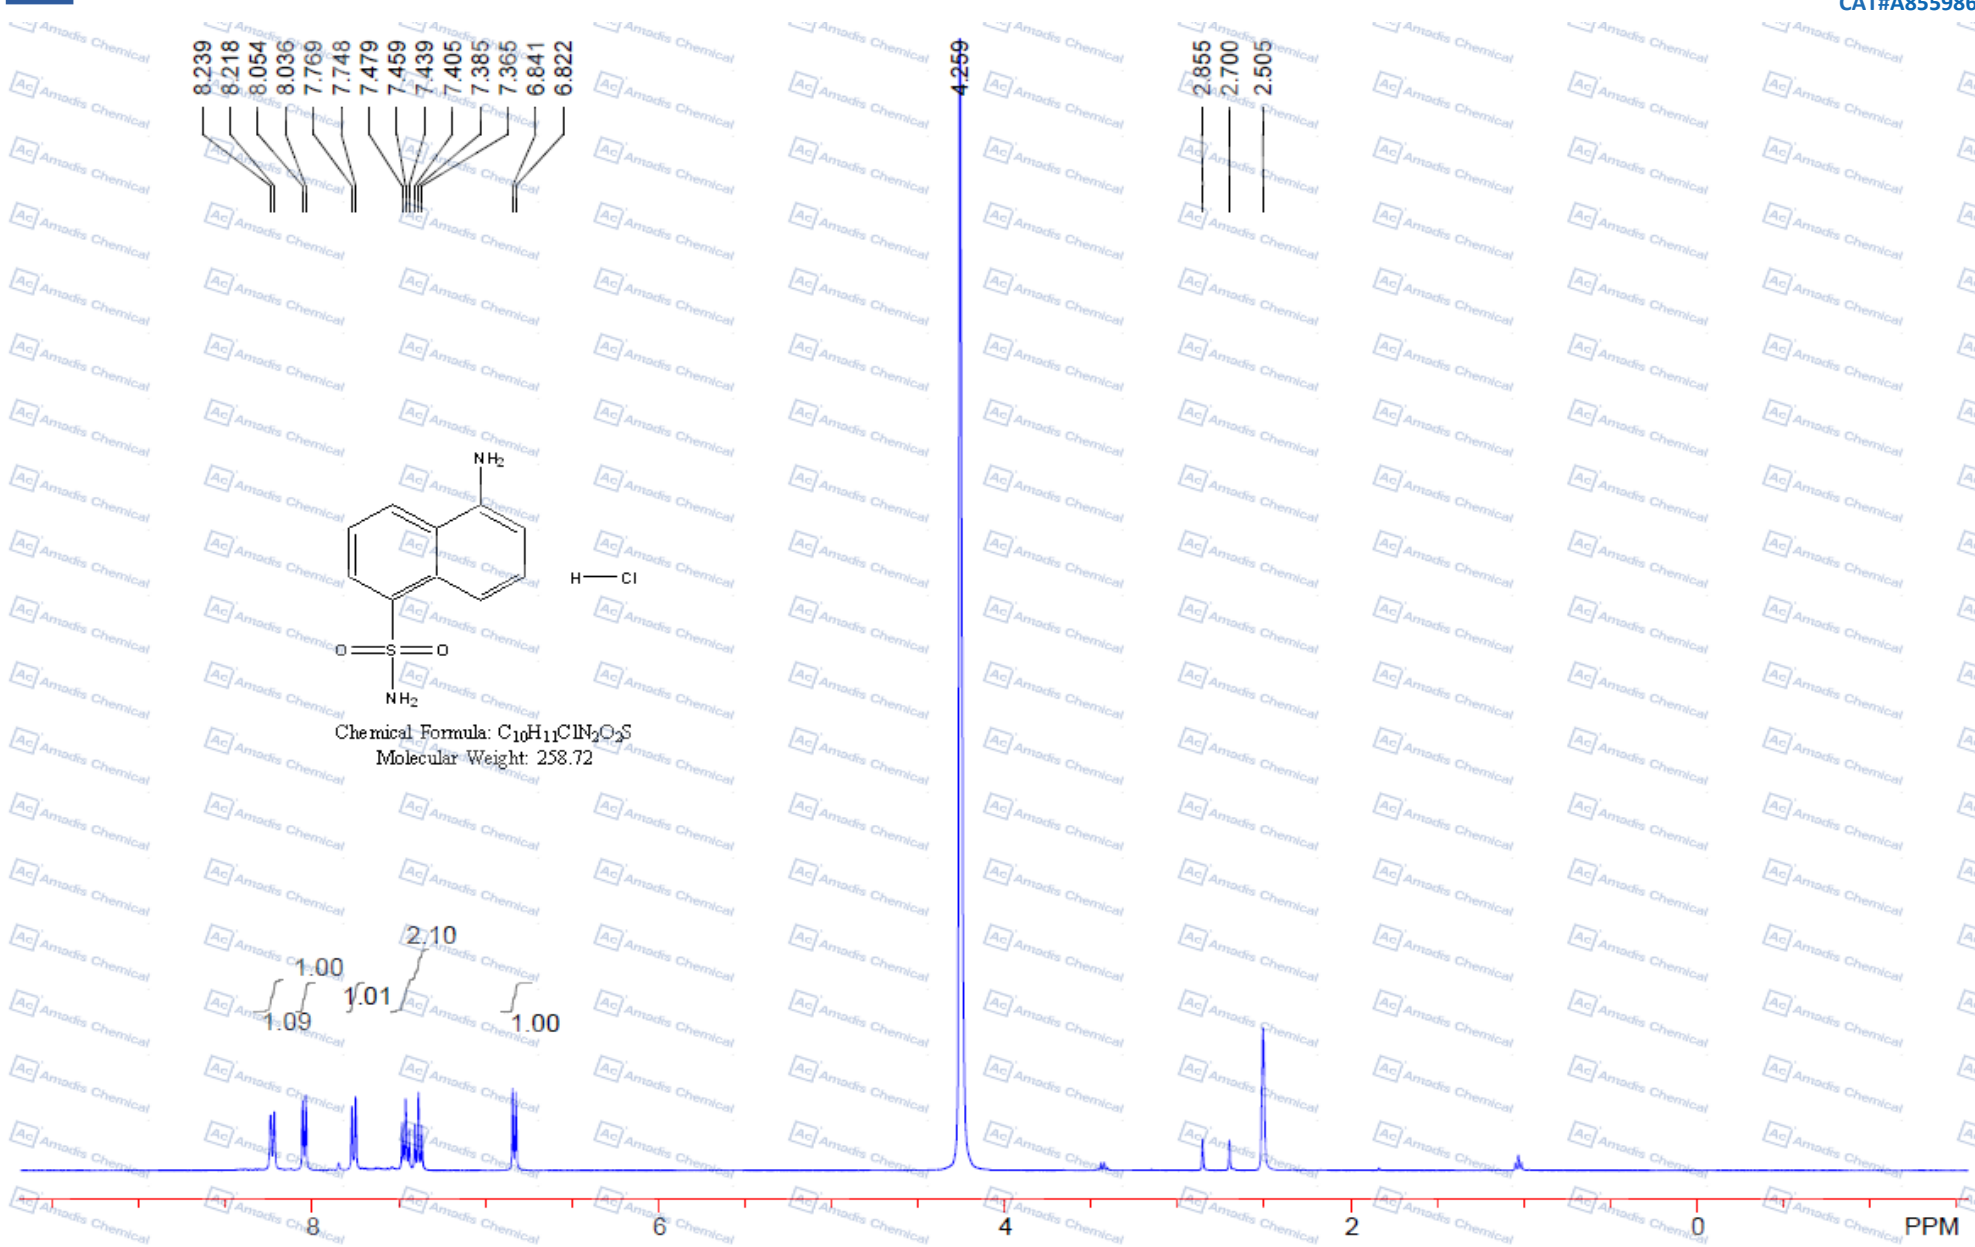 CAT#A855986
8.239
8.218
8.054
8.036
7.769
7.748
7.479
7.459
7.439
7.405
7.385
7.365
6.841
6.822
4.259
2.855
2.700
2.505
NH2
H Cl
O S O
NH2
Chemical Formula: C10H11ClN2O2S
Molecular Weight: 258.72
2.10
1.00
1.01
1.09
1.00
8 6 4 2 0 PPM
Ac Amadis Chemical